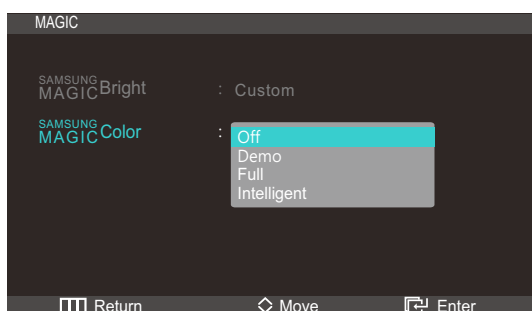 MAGIC
SAMSUNG
MAGIC Bright : Custom
SAMSUNG
MAGIC Color :
Off
Demo
Full
Intelligent
Return Move Enter